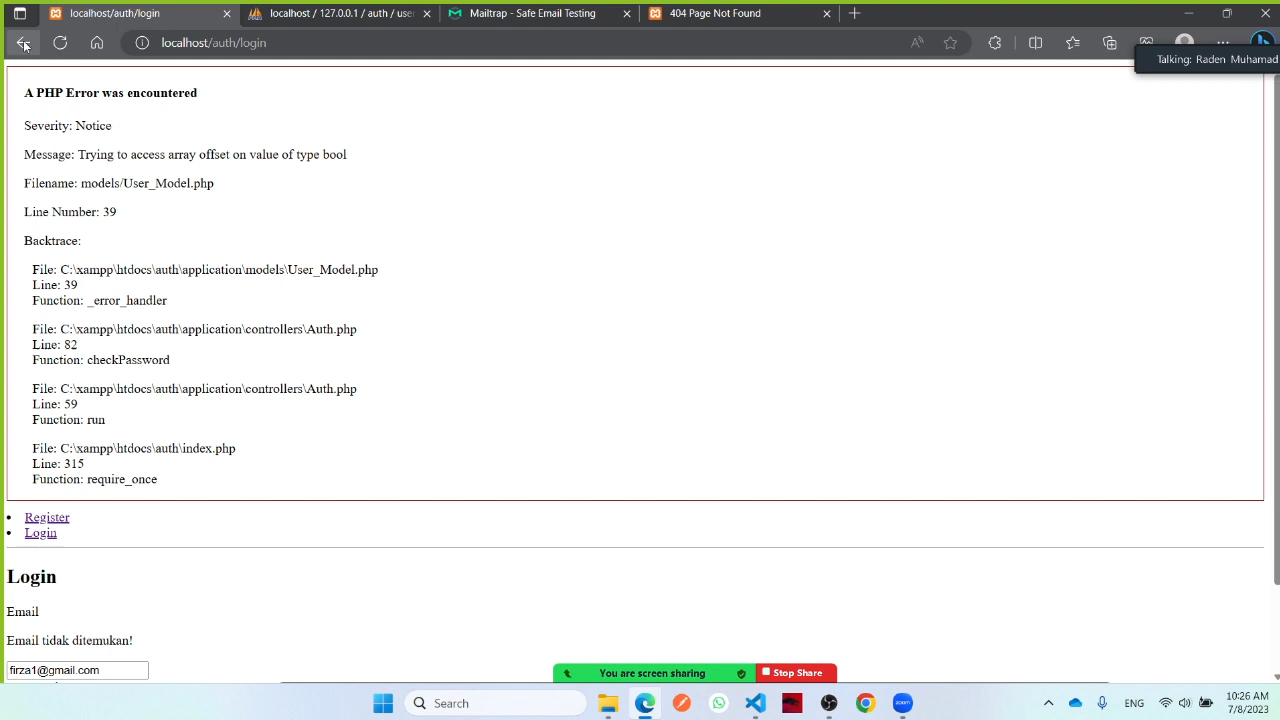 localhost/auth/login
localhost / 127.0.0.1 / auth / user
Mailtrap - Safe Email Testing
404 Page Not Found
localhost/auth/login
Talking: Raden Muhamad
A PHP Error was encountered
Severity: Notice
Message: Trying to access array offset on value of type bool
Filename: models/User_Model.php
Line Number: 39
Backtrace:
File: C:\xampp\htdocs\auth\application\models\User_Model.php
Line: 39
Function: _error_handler
File: C:\xampp\htdocs\auth\application\controllers\Auth.php
Line: 82
Function: checkPassword
File: C:\xampp\htdocs\auth\application\controllers\Auth.php
Line: 59
Function: run
File: C:\xampp\htdocs\auth\index.php
Line: 315
Function: require_once
Register
Login
Login
Email
Email tidak ditemukan!
firza1@gmail.com
You are screen sharing
Stop Share
Search
zoom
ENG
10:26 AM
7/8/2023